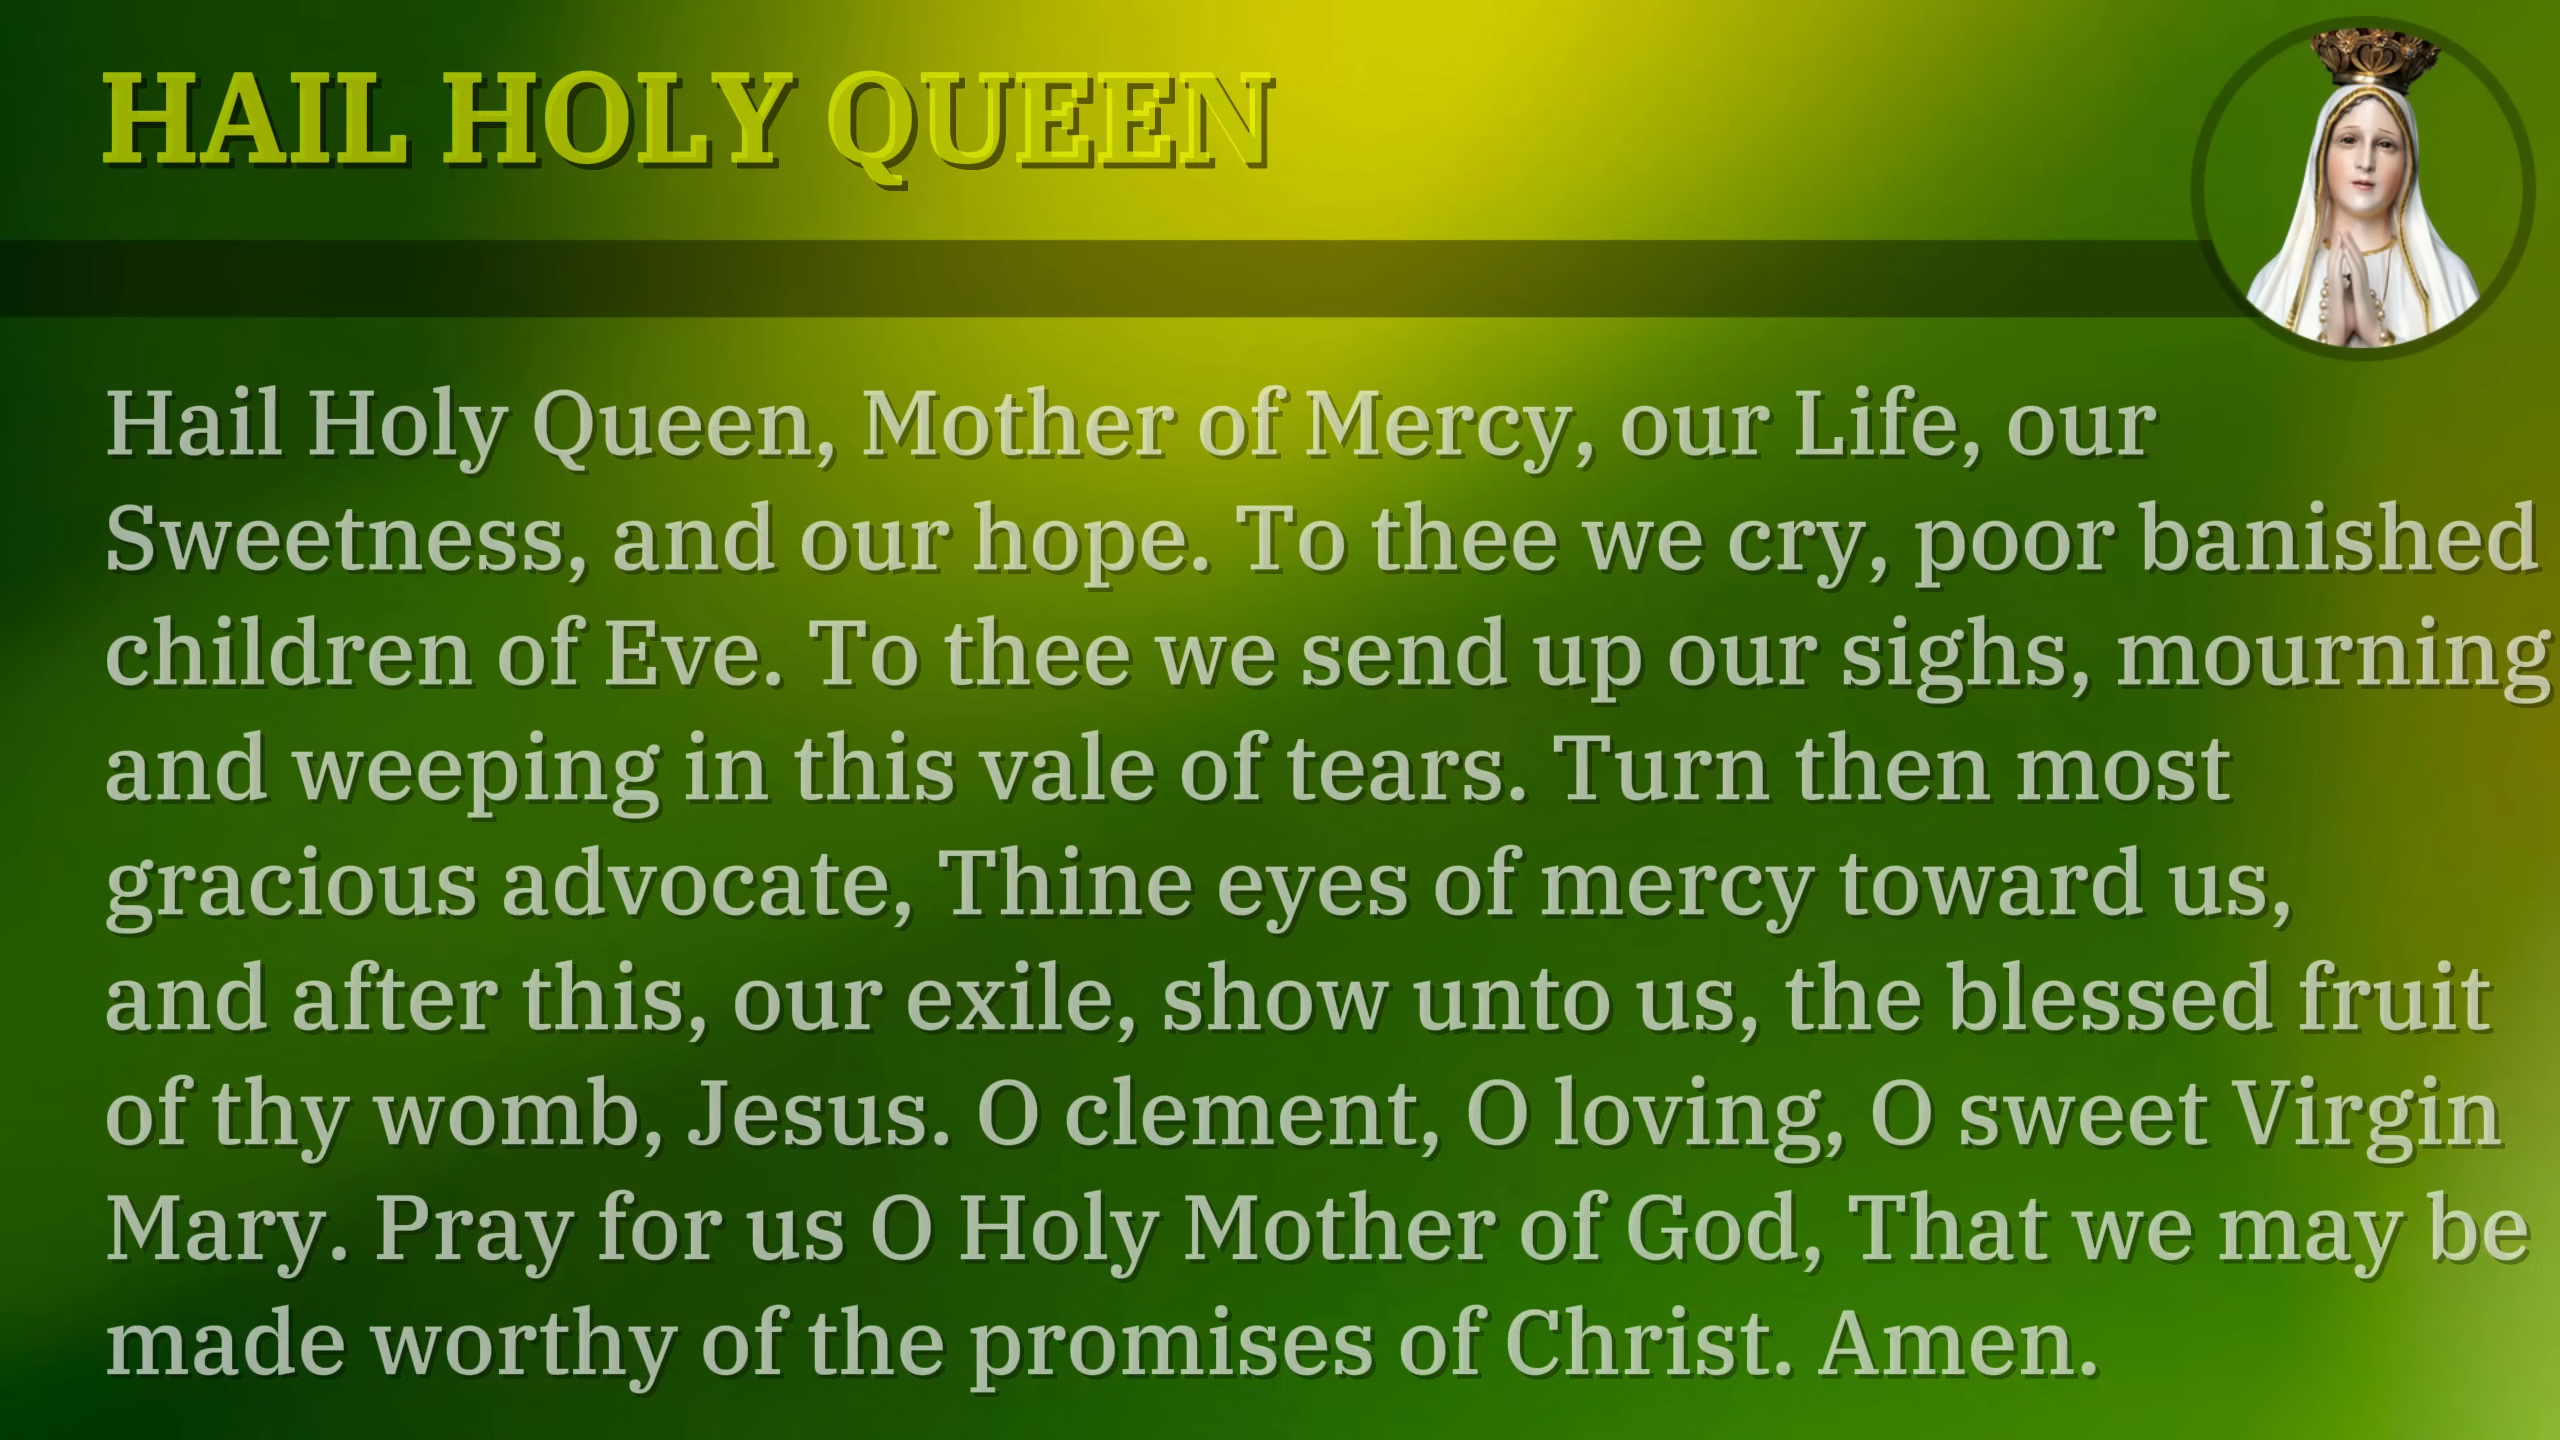 HAIL HOLY QUEEN
Hail Holy Queen, Mother of Mercy, our Life, our
Sweetness, and our hope. To thee we cry, poor banished
children of Eve. To thee we send up our sighs, mourning
and weeping in this vale of tears. Turn then most
gracious advocate, Thine eyes of mercy toward us,
and after this, our exile, show unto us, the blessed fruit
of thy womb, Jesus. O clement, O loving, O sweet Virgin
Mary. Pray for us O Holy Mother of God, That we may be
made worthy of the promises of Christ. Amen.